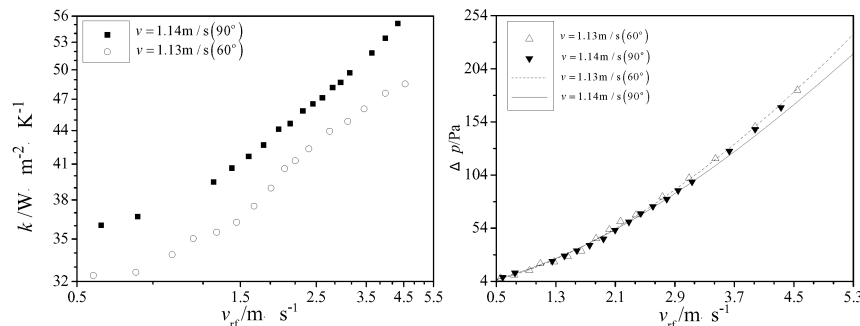 56
53
50
47
44
41
38
35
32
k /W· m⁻²· K⁻¹
v=1.14m/s(90°)
v=1.13m/s(60°)
0.5
1.5
2.5
3.5
4.5
5.5
v_rf/m· s⁻¹
254
204
154
104
54
4
Δ p/Pa
v=1.13m/s(60°)
v=1.14m/s(90°)
v=1.13m/s(60°)
v=1.14m/s(90°)
0.5
1.3
2.1
2.9
3.7
4.5
5.3
v_rf/m· s⁻¹